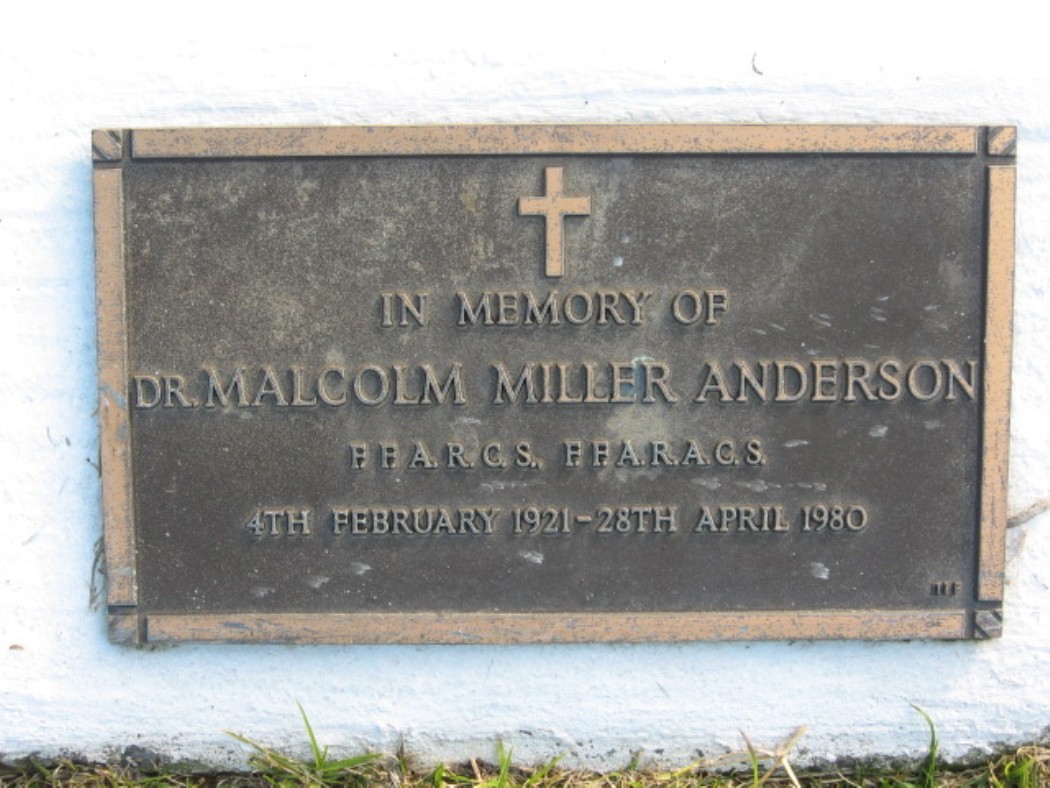 IN MEMORY OF
DR. MALCOLM MILLER ANDERSON
F.F.A.R.C.S. F.F.A.R.A.C.S.
4TH FEBRUARY 1921-28TH APRIL 1980